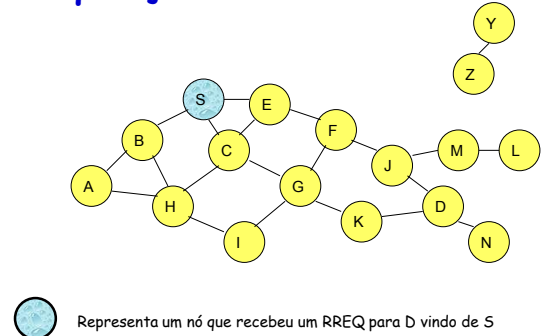 Y
Z
S
E
F
B
C
M
L
J
A
G
H
D
K
I
N
Representa um nó que recebeu um RREQ para D vindo de S